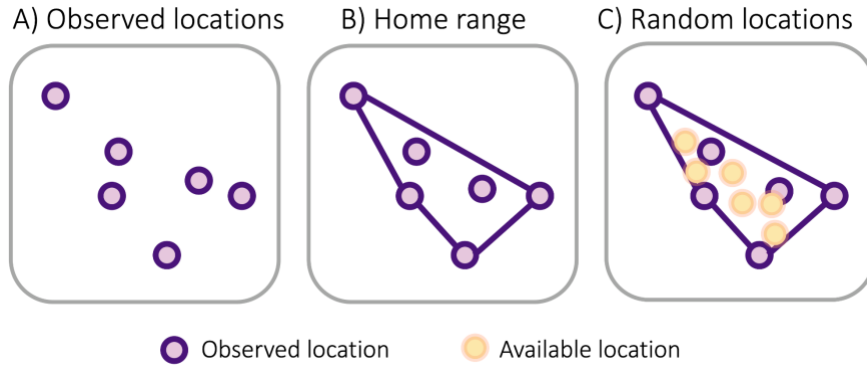 A) Observed locations
B) Home range
C) Random locations
Observed location
Available location